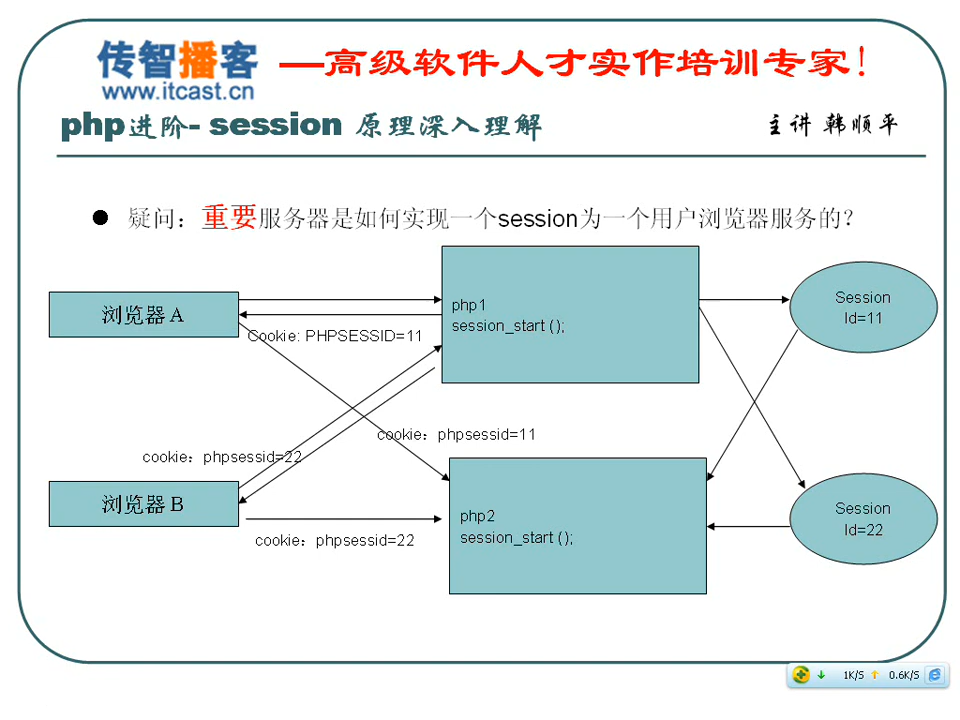 传智播客 —高级软件人才实作培训专家!
www.itcast.cn
php进阶- session 原理深入理解
主讲 韩顺平
● 疑问：重要服务器是如何实现一个session为一个用户浏览器服务的?
浏览器A
Cookie: PHPSESSID=11
php1
session_start ();
Session
Id=11
cookie：phpsessid=11
cookie：phpsessid=22
浏览器B
cookie：phpsessid=22
php2
session_start ();
Session
Id=22
1K/S 0.6K/S